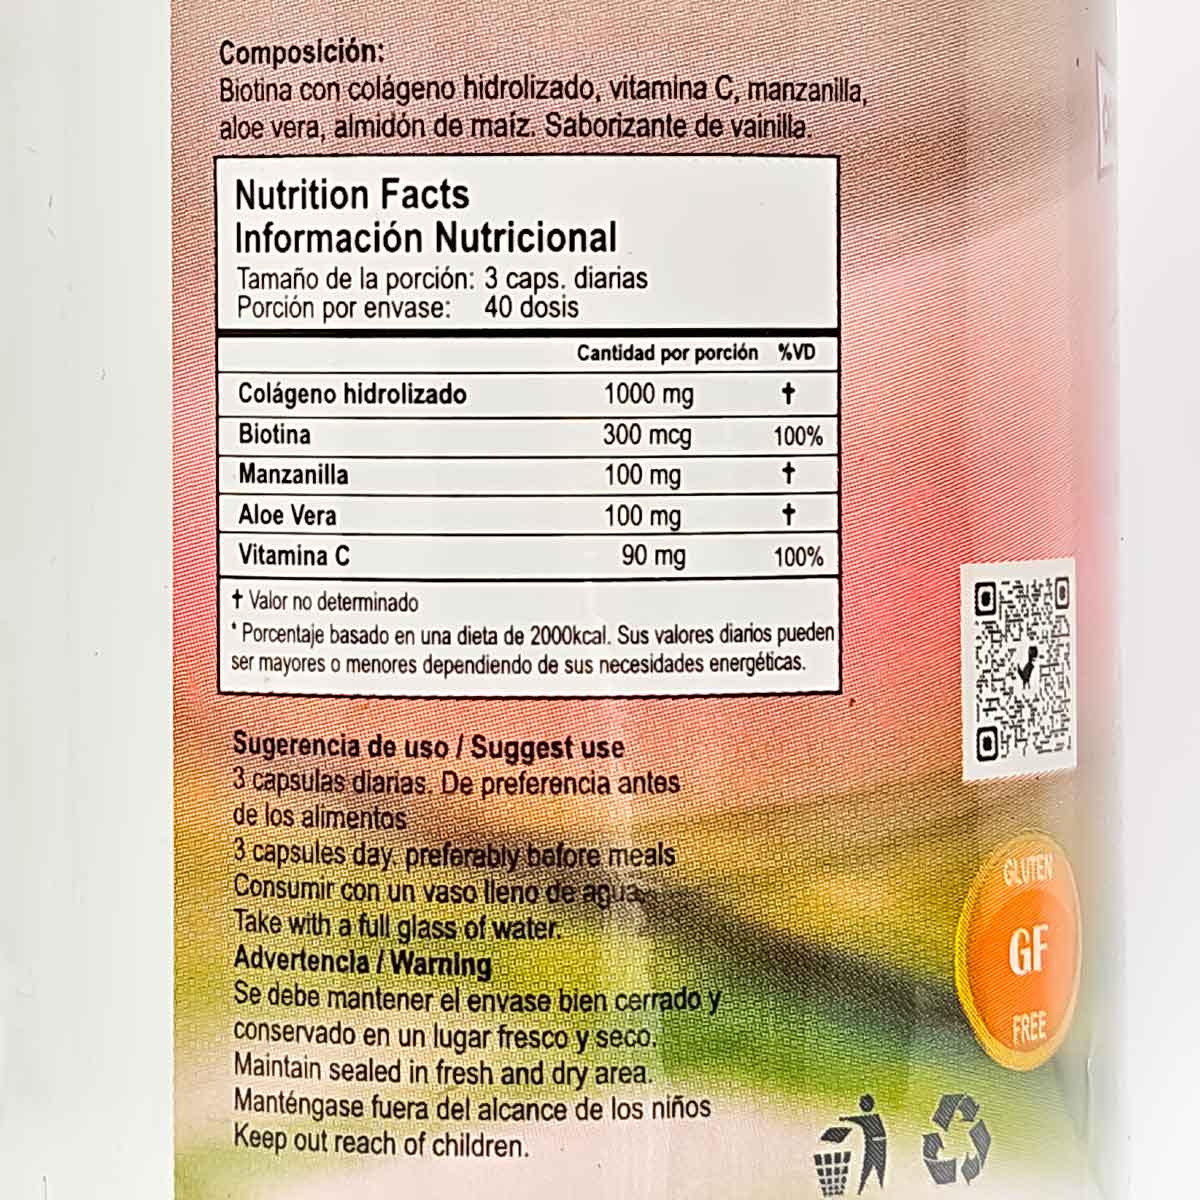 Composición:
Biotina con colágeno hidrolizado, vitamina C, manzanilla,
aloe vera, almidón de maíz. Saborizante de vainilla.
Nutrition Facts
Información Nutricional
Tamaño de la porción: 3 caps. diarias
Porción por envase: 40 dosis
Cantidad por porción %VD
Colágeno hidrolizado 1000 mg †
Biotina 300 mcg 100%
Manzanilla 100 mg †
Aloe Vera 100 mg †
Vitamina C 90 mg 100%
† Valor no determinado
* Porcentaje basado en una dieta de 2000kcal. Sus valores diarios pueden
ser mayores o menores dependiendo de sus necesidades energéticas.
Sugerencia de uso / Suggest use
3 capsulas diarias. De preferencia antes
de los alimentos
3 capsules day, preferably before meals
Consumir con un vaso lleno de agua.
Take with a full glass of water.
Advertencia / Warning
Se debe mantener el envase bien cerrado y
conservado en un lugar fresco y seco.
Maintain sealed in fresh and dry area.
Manténgase fuera del alcance de los niños
Keep out reach of children.
GLUTEN
GF
FREE